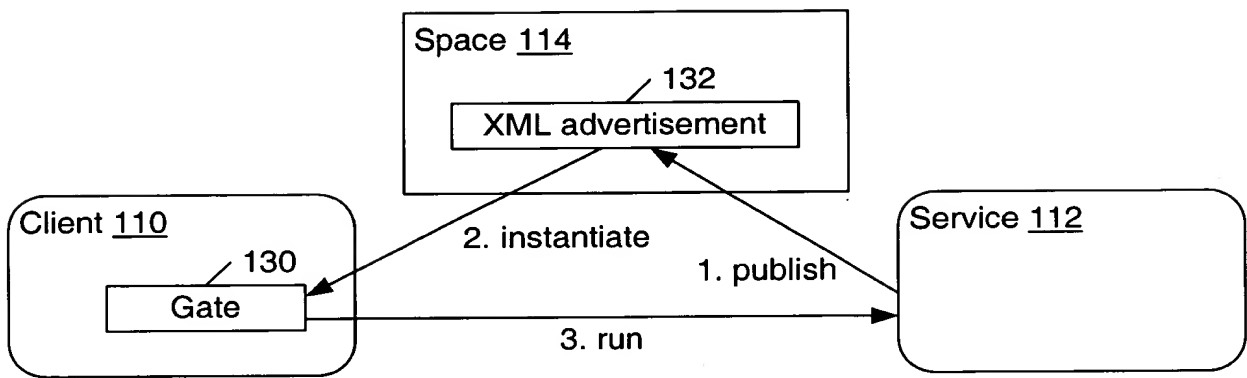 Space 114
132
XML advertisement
Client 110
Service 112
2. instantiate
130
1. publish
Gate
3. run